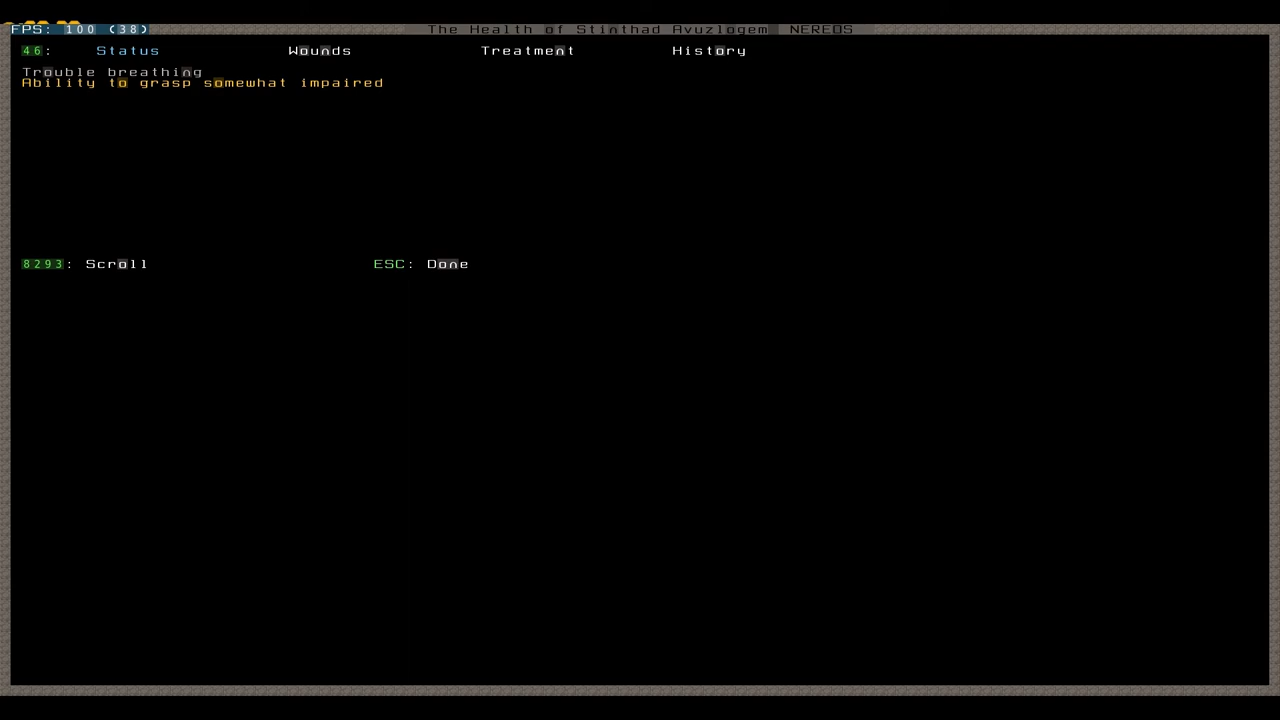 FPS: 100 (38) The Health of Stinthad Avuzlogem NEREOS
46: Status Wounds Treatment History
Trouble breathing
Ability to grasp somewhat impaired
8293: Scroll ESC: Done